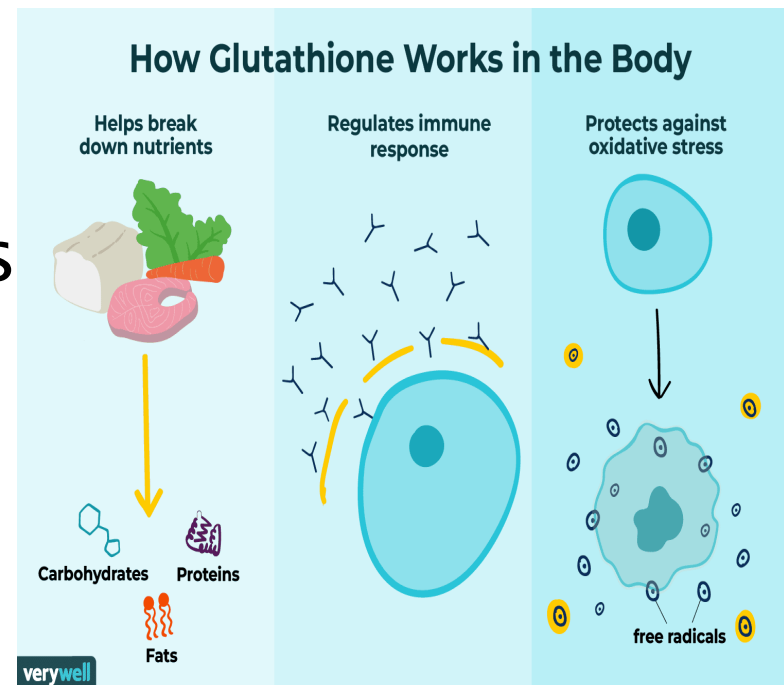 How Glutathione Works in the Body
Helps break
down nutrients
Regulates immune
response
Protects against
oxidative stress
s
Carbohydrates
Proteins
Fats
free radicals
verywell